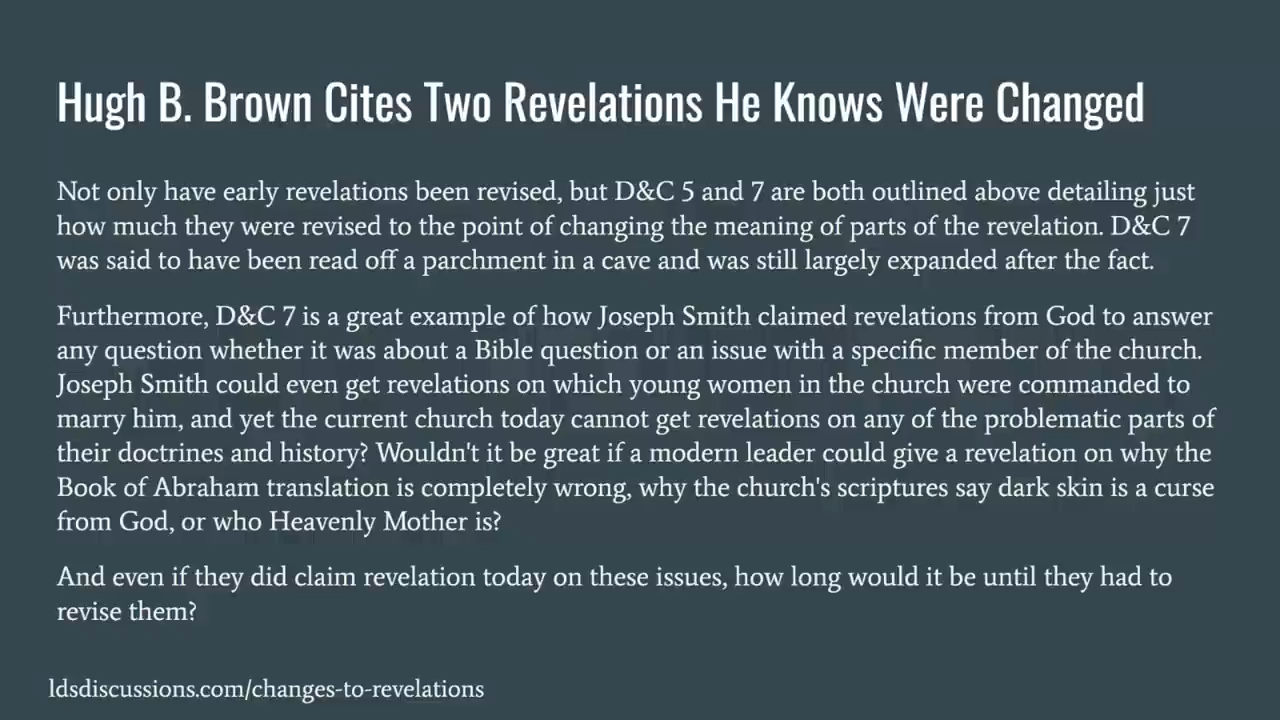 Hugh B. Brown Cites Two Revelations He Knows Were Changed
Not only have early revelations been revised, but D&C 5 and 7 are both outlined above detailing just
how much they were revised to the point of changing the meaning of parts of the revelation. D&C 7
was said to have been read off a parchment in a cave and was still largely expanded after the fact.
Furthermore, D&C 7 is a great example of how Joseph Smith claimed revelations from God to answer
any question whether it was about a Bible question or an issue with a specific member of the church.
Joseph Smith could even get revelations on which young women in the church were commanded to
marry him, and yet the current church today cannot get revelations on any of the problematic parts of
their doctrines and history? Wouldn't it be great if a modern leader could give a revelation on why the
Book of Abraham translation is completely wrong, why the church's scriptures say dark skin is a curse
from God, or who Heavenly Mother is?
And even if they did claim revelation today on these issues, how long would it be until they had to
revise them?
ldsdiscussions.com/changes-to-revelations